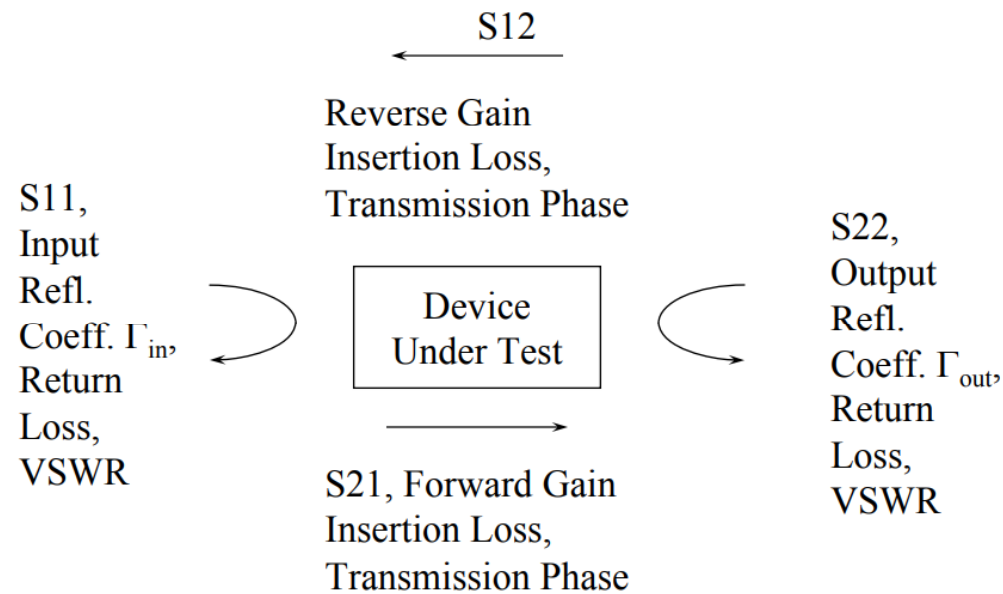 S12
Reverse Gain
Insertion Loss,
Transmission Phase
S11,
Input
Refl.
Coeff. Γin,
Return
Loss,
VSWR
Device
Under Test
S22,
Output
Refl.
Coeff. Γout,
Return
Loss,
VSWR
S21, Forward Gain
Insertion Loss,
Transmission Phase